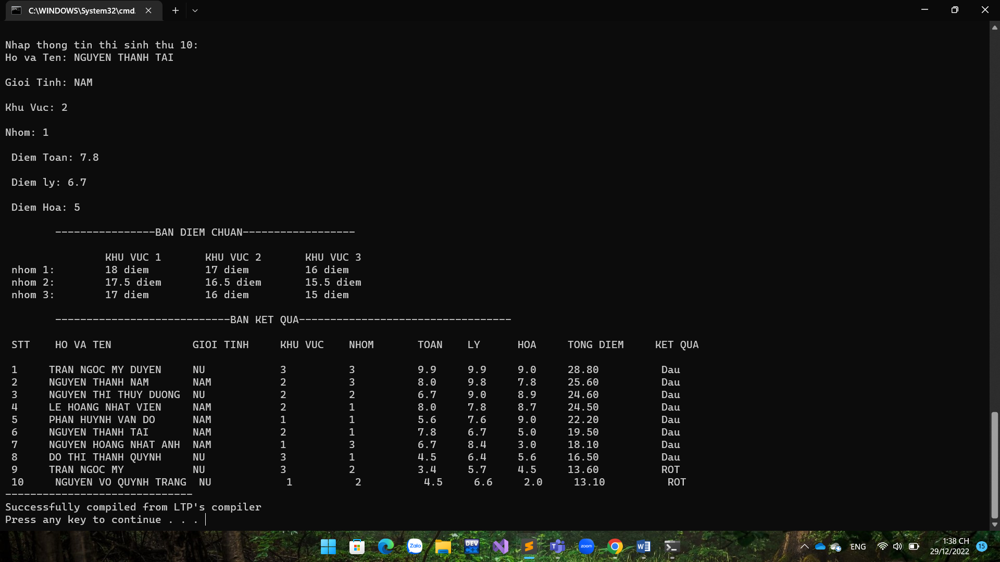 C:\WINDOWS\System32\cmd.
Nhap thong tin thi sinh thu 10:
Ho va Ten: NGUYEN THANH TAI
Gioi Tinh: NAM
Khu Vuc: 2
Nhom: 1
Diem Toan: 7.8
Diem ly: 6.7
Diem Hoa: 5
----------------BAN DIEM CHUAN------------------
KHU VUC 1 KHU VUC 2 KHU VUC 3
nhom 1: 18 diem 17 diem 16 diem
nhom 2: 17.5 diem 16.5 diem 15.5 diem
nhom 3: 17 diem 16 diem 15 diem
----------------------------BAN KET QUA----------------------------------
STT HO VA TEN GIOI TINH KHU VUC NHOM TOAN LY HOA TONG DIEM KET QUA
1 TRAN NGOC MY DUYEN NU 3 3 9.9 9.9 9.0 28.80 Dau
2 NGUYEN THANH NAM NAM 2 3 8.0 9.8 7.8 25.60 Dau
3 NGUYEN THI THUY DUONG NU 2 2 6.7 9.0 8.9 24.60 Dau
4 LE HOANG NHAT VIEN NAM 2 1 8.0 7.8 8.7 24.50 Dau
5 PHAN HUYNH VAN DO NAM 1 1 5.6 7.6 9.0 22.20 Dau
6 NGUYEN THANH TAI NAM 2 1 7.8 6.7 5.0 19.50 Dau
7 NGUYEN HOANG NHAT ANH NAM 1 3 6.7 8.4 3.0 18.10 Dau
8 DO THI THANH QUYNH NU 3 1 4.5 6.4 5.6 16.50 Dau
9 TRAN NGOC MY NU 3 2 3.4 5.7 4.5 13.60 ROT
10 NGUYEN VO QUYNH TRANG NU 1 2 4.5 6.6 2.0 13.10 ROT
------------------------------
Successfully compiled from LTP's compiler
Press any key to continue . . .
Zalo DEV zoom W ENG 1:38 CH 15
29/12/2022